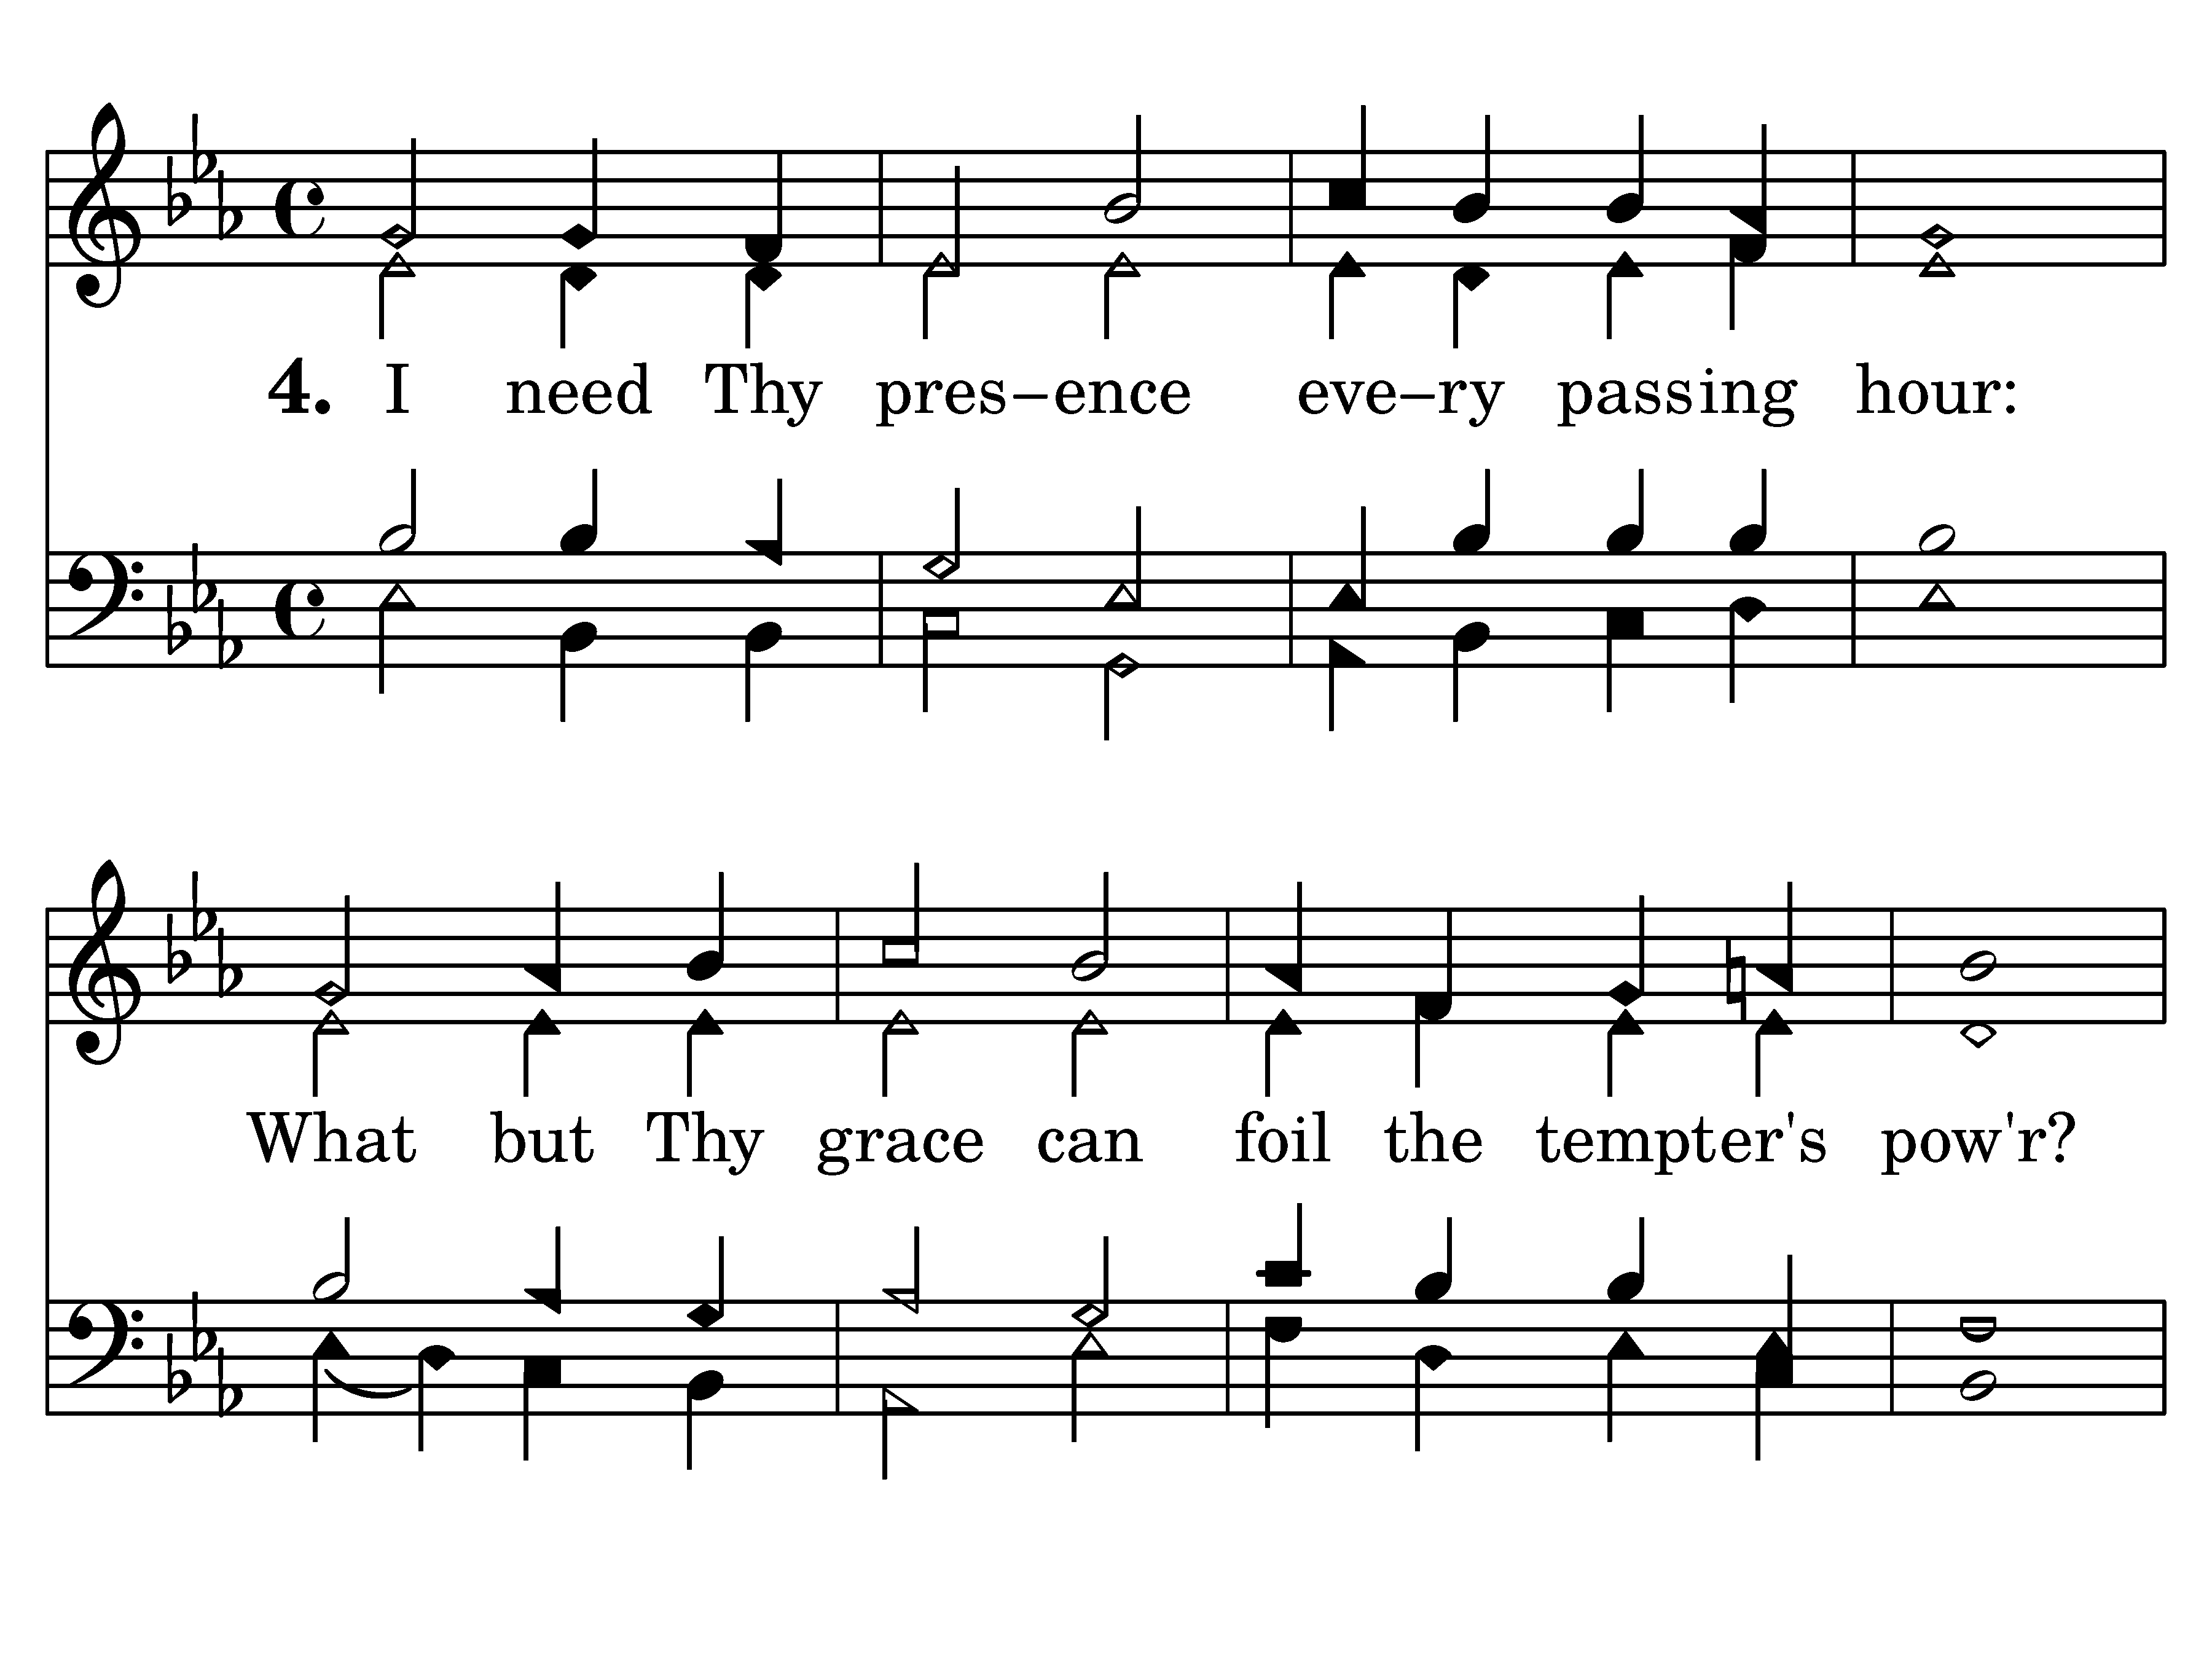 4. I need Thy pres–ence eve–ry passing hour:
What but Thy grace can foil the tempter's pow'r?